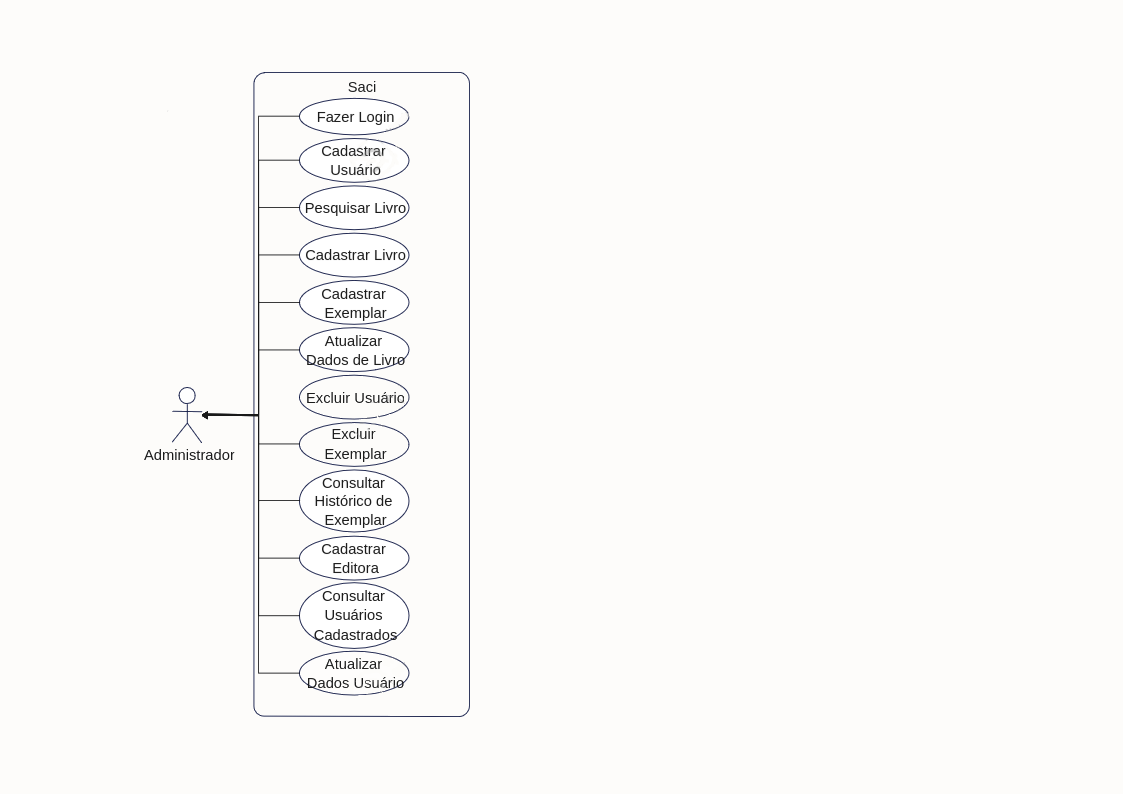 Saci
Fazer Login
Cadastrar
Usuário
Pesquisar Livro
Cadastrar Livro
Cadastrar
Exemplar
Atualizar
Dados de Livro
Excluir Usuário
Excluir
Exemplar
Administrador
Consultar
Histórico de
Exemplar
Cadastrar
Editora
Consultar
Usuários
Cadastrados
Atualizar
Dados Usuário